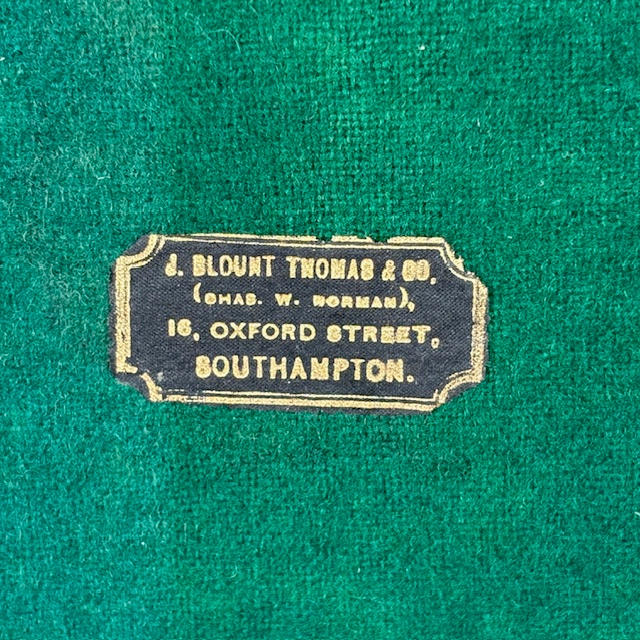 J. BLOUNT THOMAS & CO,
(CHAS. W. NORMAN),
16, OXFORD STREET,
SOUTHAMPTON.